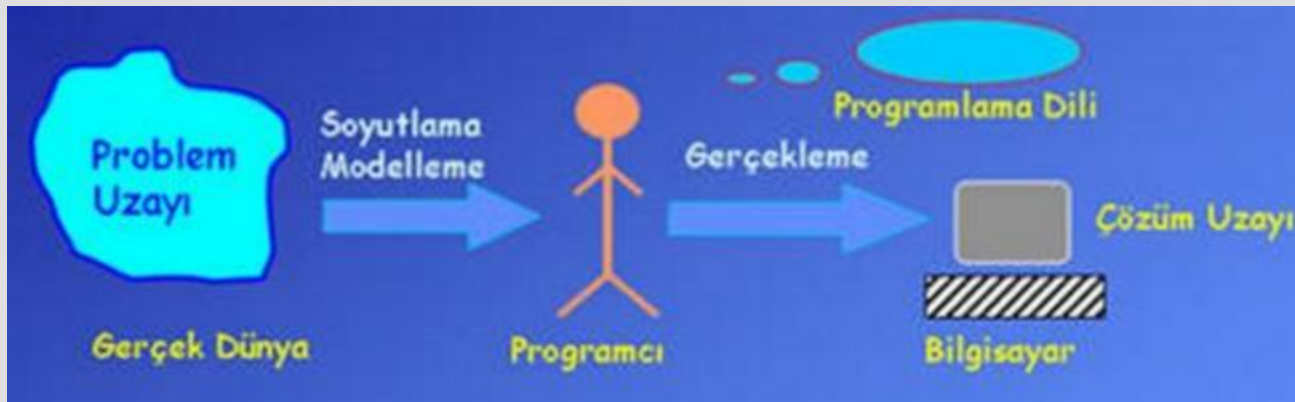 Problem
Uzayı
Gerçek Dünya
Soyutlama
Modelleme
Programcı
Gerçekleme
Programlama Dili
Çözüm Uzayı
Bilgisayar